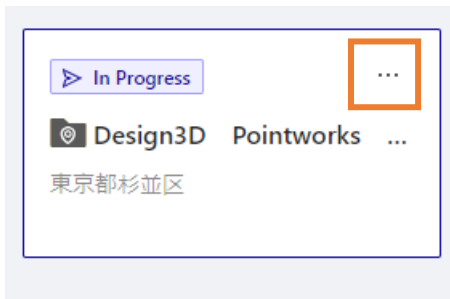 In Progress
...
Design3D　Pointworks　...
東京都杉並区